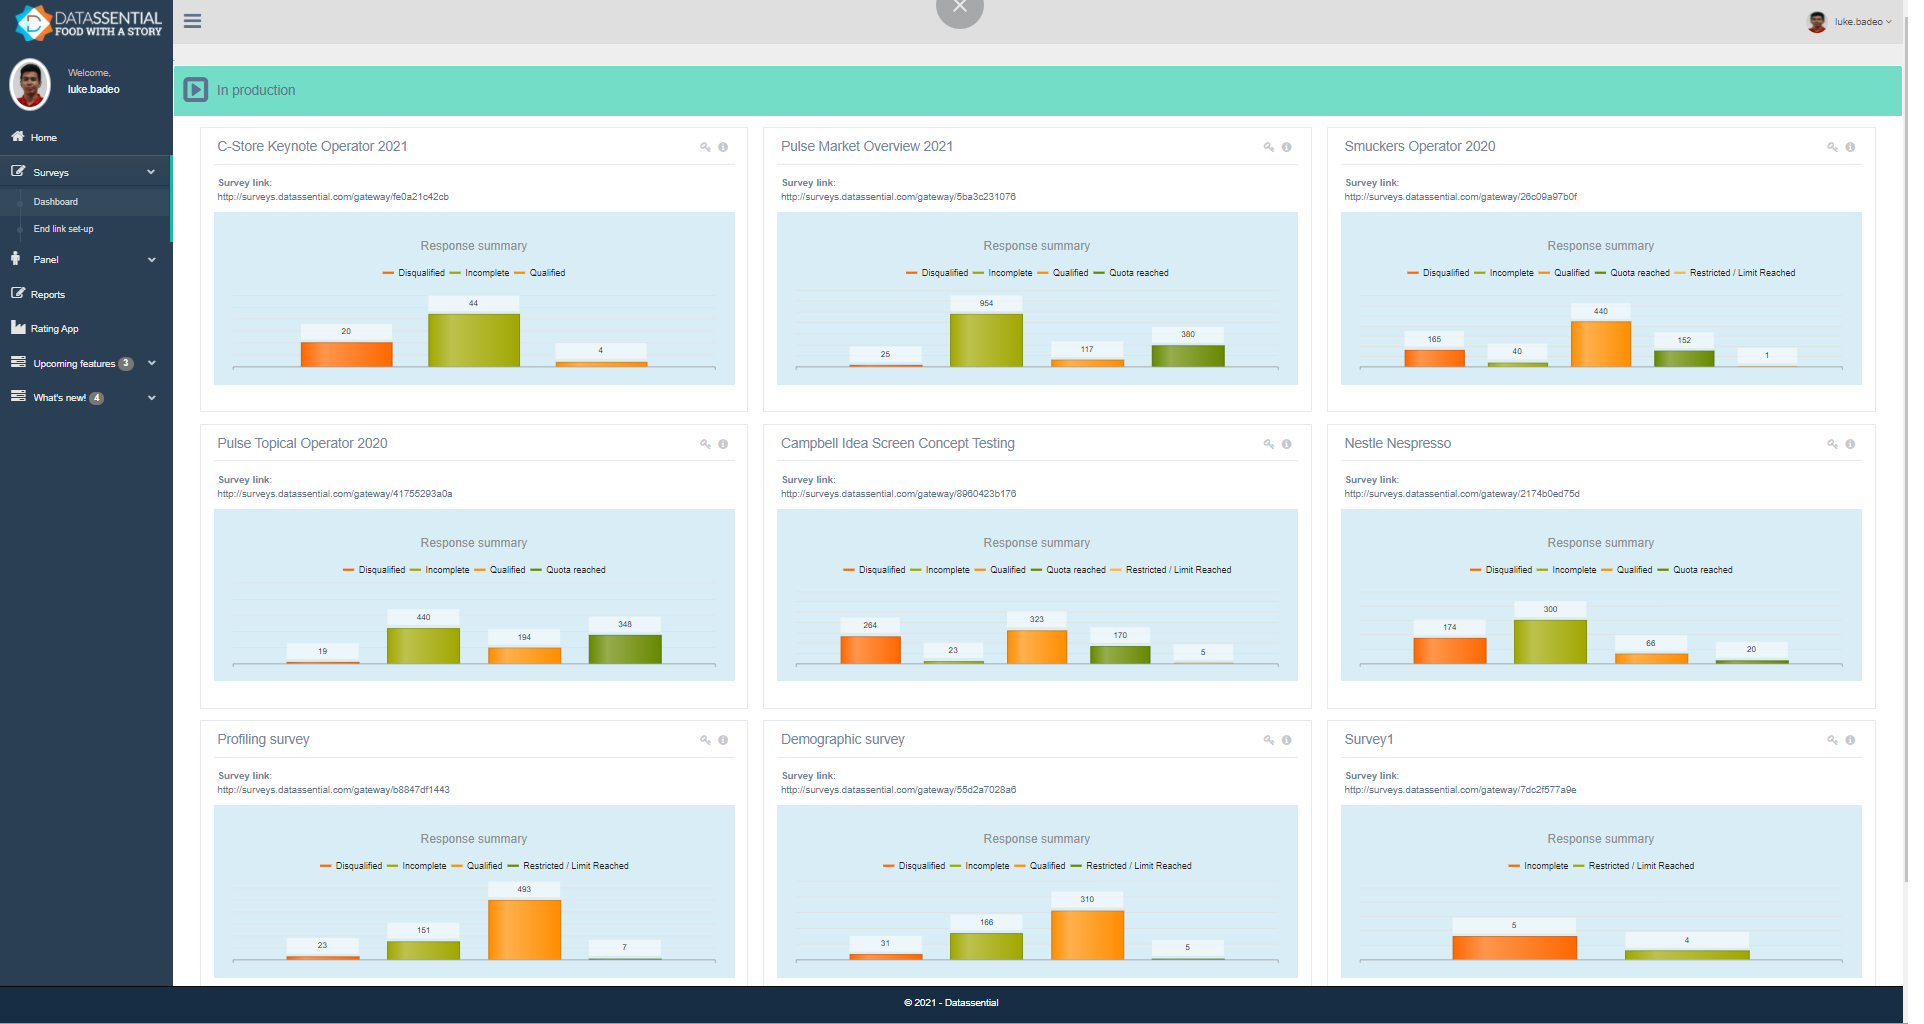 DATASSENTIAL
FOOD WITH A STORY
luke.badeo
Welcome,
luke.badeo
Home
Surveys
Dashboard
End link set-up
Panel
Reports
Rating App
Upcoming features 3
What's new! 4
In production
C-Store Keynote Operator 2021
Survey link:
http://surveys.datassential.com/gateway/fe0a21c42cb
Response summary
Disqualified Incomplete Qualified
20 44 4
Pulse Market Overview 2021
Survey link:
http://surveys.datassential.com/gateway/5ba3c231076
Response summary
Disqualified Incomplete Qualified Quota reached
25 954 117 380
Smuckers Operator 2020
Survey link:
http://surveys.datassential.com/gateway/26c09a97b0f
Response summary
Disqualified Incomplete Qualified Quota reached Restricted / Limit Reached
165 40 440 152 1
Pulse Topical Operator 2020
Survey link:
http://surveys.datassential.com/gateway/41755293a0a
Response summary
Disqualified Incomplete Qualified Quota reached
19 440 194 348
Campbell Idea Screen Concept Testing
Survey link:
http://surveys.datassential.com/gateway/8960423b176
Response summary
Disqualified Incomplete Qualified Quota reached Restricted / Limit Reached
264 23 323 170 5
Nestle Nespresso
Survey link:
http://surveys.datassential.com/gateway/2174b0ed75d
Response summary
Disqualified Incomplete Qualified Quota reached
174 300 66 20
Profiling survey
Survey link:
http://surveys.datassential.com/gateway/b8847df1443
Response summary
Disqualified Incomplete Qualified Restricted / Limit Reached
23 151 493 7
Demographic survey
Survey link:
http://surveys.datassential.com/gateway/55d2a7028a6
Response summary
Disqualified Incomplete Qualified Restricted / Limit Reached
31 166 310 5
Survey1
Survey link:
http://surveys.datassential.com/gateway/7dc2f577a9e
Response summary
Incomplete Restricted / Limit Reached
5 4
© 2021 - Datassential